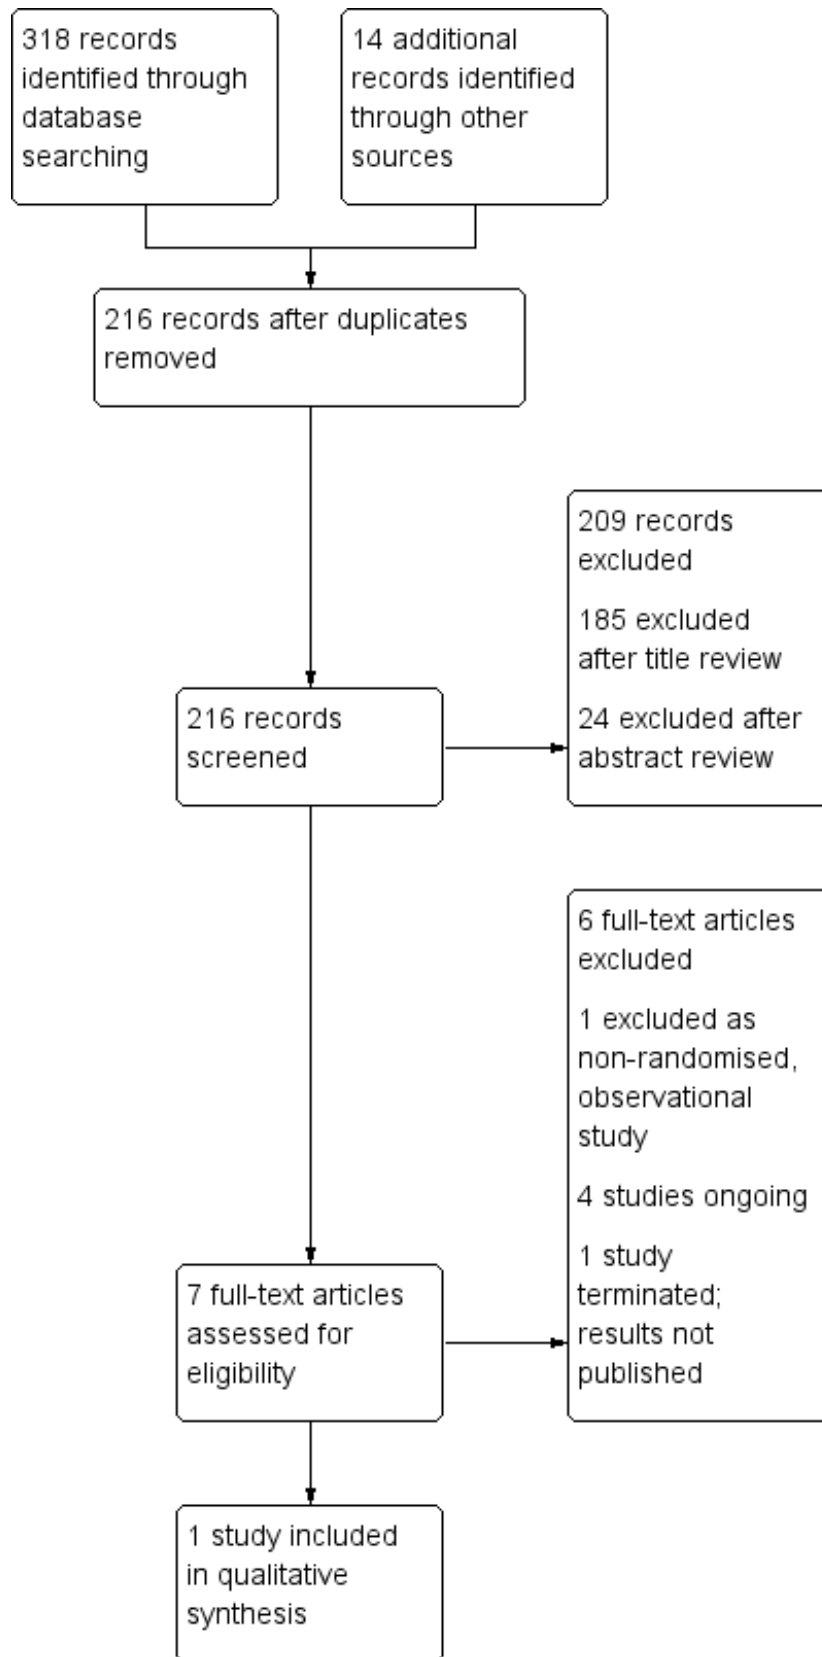 318 records
identified through
database
searching
14 additional
records identified
through other
sources
216 records after duplicates
removed
209 records
excluded
185 excluded
after title review
24 excluded after
abstract review
216 records
screened
6 full-text articles
excluded
1 excluded as
non-randomised,
observational
study
4 studies ongoing
1 study
terminated;
results not
published
7 full-text articles
assessed for
eligibility
1 study included
in qualitative
synthesis